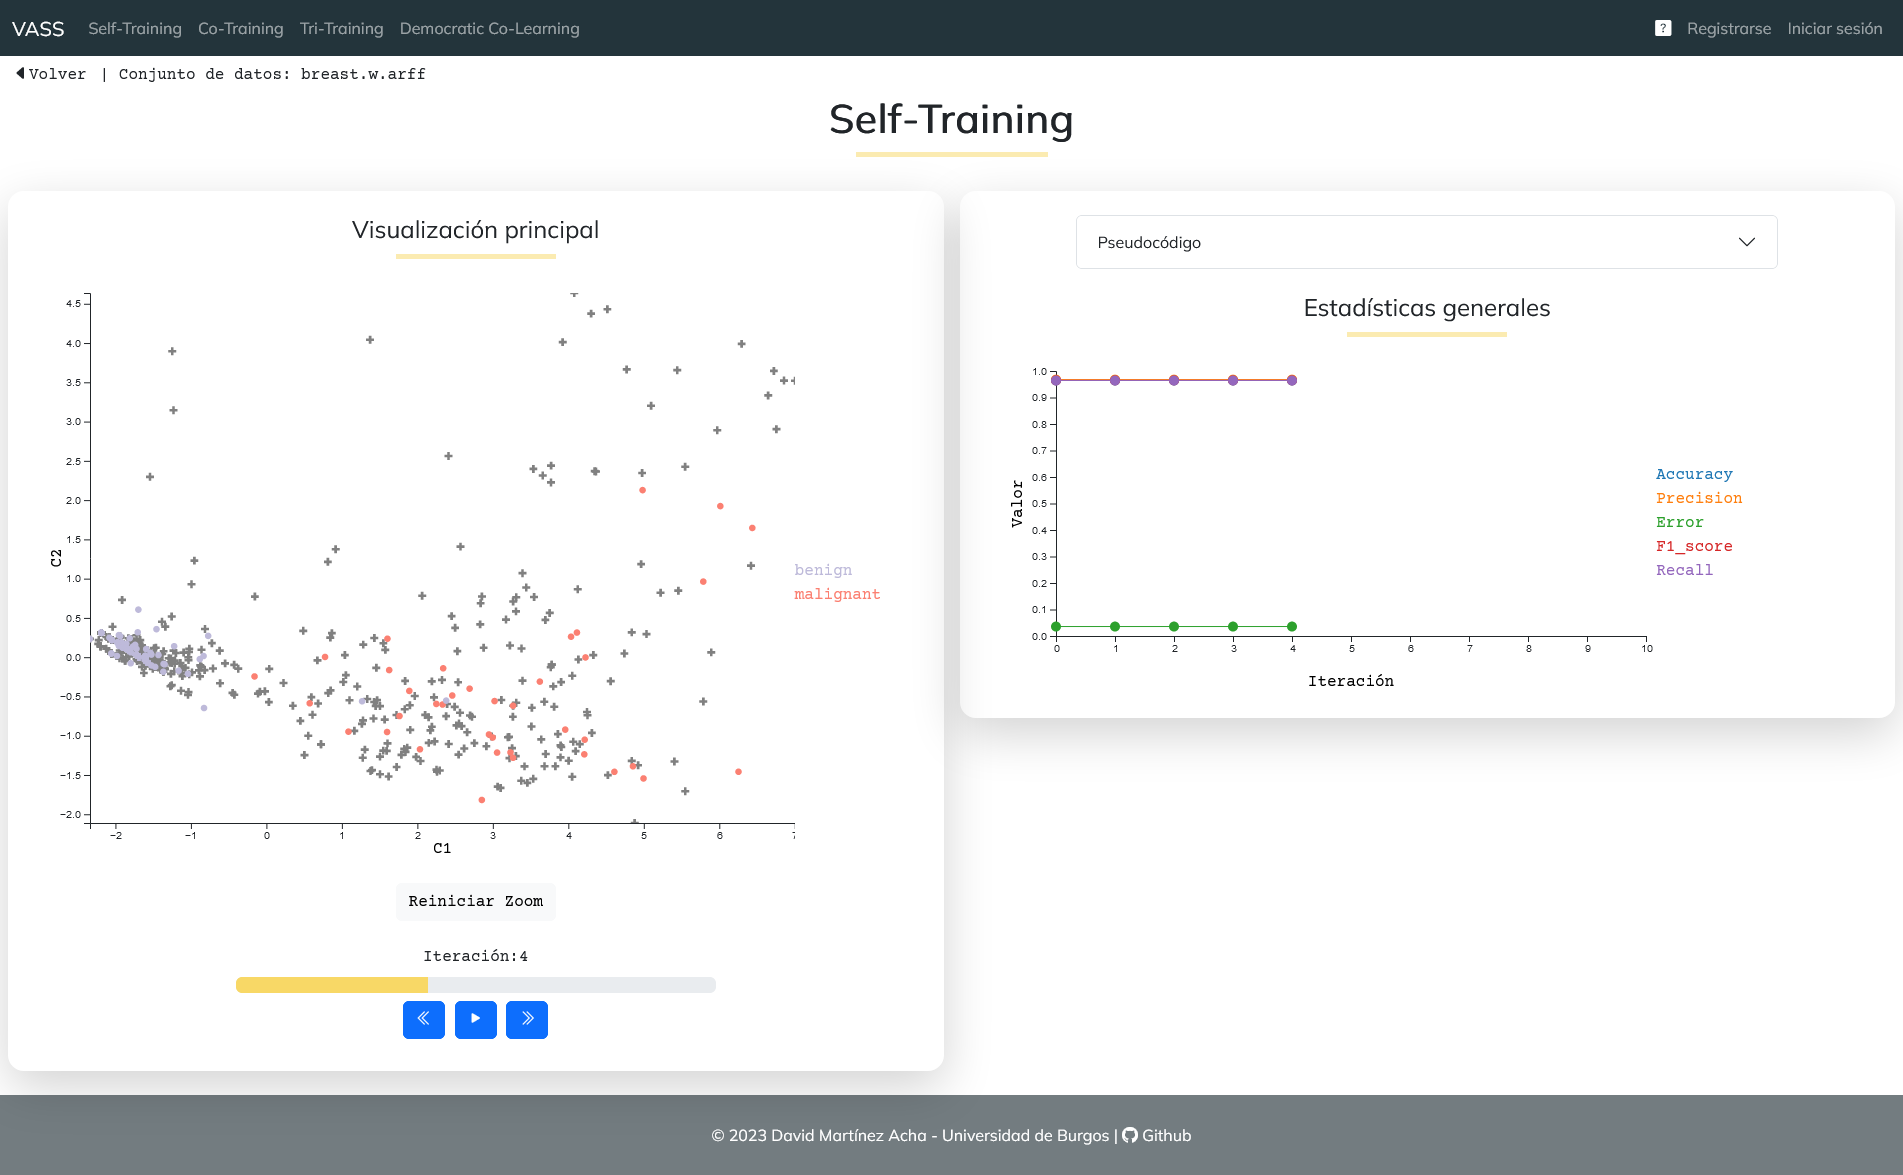 VASS Self-Training Co-Training Tri-Training Democratic Co-Learning ? Registrarse Iniciar sesión
Volver | Conjunto de datos: breast.w.arff
Self-Training
Visualización principal
4.5
4.0
3.5
3.0
2.5
2.0
1.5
1.0
0.5
0.0
−0.5
−1.0
−1.5
−2.0
C2
−2 −1 0 1 2 3 4 5 6 7
C1
benign
malignant
Reiniciar Zoom
Iteración:4
Pseudocódigo
Estadísticas generales
1.0
0.9
0.8
0.7
0.6
0.5
0.4
0.3
0.2
0.1
0.0
Valor
0 1 2 3 4 5 6 7 8 9 10
Iteración
Accuracy
Precision
Error
F1_score
Recall
© 2023 David Martínez Acha - Universidad de Burgos | Github